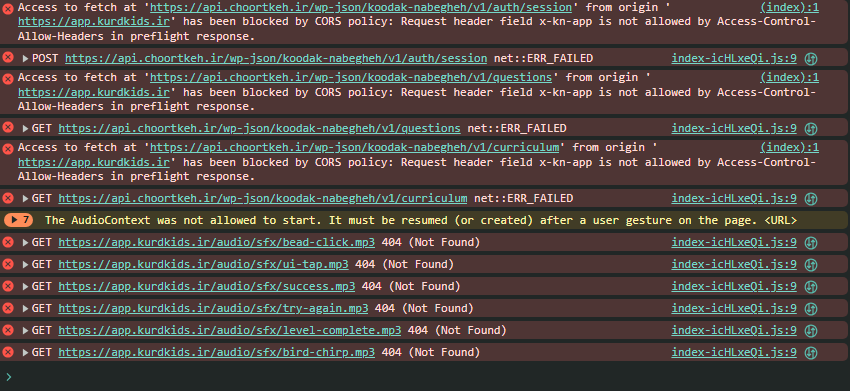 Access to fetch at 'https://api.choortkeh.ir/wp-json/koodak-nabegheh/v1/auth/session' from origin ' (index):1
https://app.kurdkids.ir' has been blocked by CORS policy: Request header field x-kn-app is not allowed by Access-Control-
Allow-Headers in preflight response.
POST https://api.choortkeh.ir/wp-json/koodak-nabegheh/v1/auth/session net::ERR_FAILED index-icHLxeQi.js:9
Access to fetch at 'https://api.choortkeh.ir/wp-json/koodak-nabegheh/v1/questions' from origin ' (index):1
https://app.kurdkids.ir' has been blocked by CORS policy: Request header field x-kn-app is not allowed by Access-Control-
Allow-Headers in preflight response.
GET https://api.choortkeh.ir/wp-json/koodak-nabegheh/v1/questions net::ERR_FAILED index-icHLxeQi.js:9
Access to fetch at 'https://api.choortkeh.ir/wp-json/koodak-nabegheh/v1/curriculum' from origin ' (index):1
https://app.kurdkids.ir' has been blocked by CORS policy: Request header field x-kn-app is not allowed by Access-Control-
Allow-Headers in preflight response.
GET https://api.choortkeh.ir/wp-json/koodak-nabegheh/v1/curriculum net::ERR_FAILED index-icHLxeQi.js:9
7 The AudioContext was not allowed to start. It must be resumed (or created) after a user gesture on the page. <URL>
GET https://app.kurdkids.ir/audio/sfx/bead-click.mp3 404 (Not Found) index-icHLxeQi.js:9
GET https://app.kurdkids.ir/audio/sfx/ui-tap.mp3 404 (Not Found) index-icHLxeQi.js:9
GET https://app.kurdkids.ir/audio/sfx/success.mp3 404 (Not Found) index-icHLxeQi.js:9
GET https://app.kurdkids.ir/audio/sfx/try-again.mp3 404 (Not Found) index-icHLxeQi.js:9
GET https://app.kurdkids.ir/audio/sfx/level-complete.mp3 404 (Not Found) index-icHLxeQi.js:9
GET https://app.kurdkids.ir/audio/sfx/bird-chirp.mp3 404 (Not Found) index-icHLxeQi.js:9